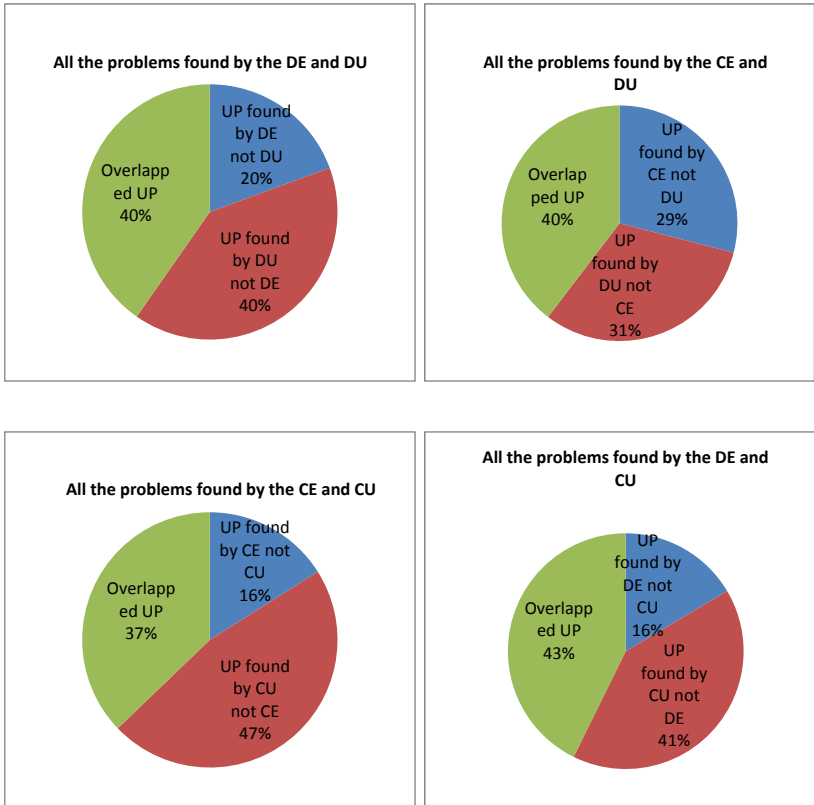 All the problems found by the DE and DU
UP found
by DE
not DU
20%
UP found
by DU
not DE
40%
Overlapp
ed UP
40%
All the problems found by the CE and
DU
UP
found by
CE not
DU
29%
UP
found by
DU not
CE
31%
Overlap
ped UP
40%
All the problems found by the CE and CU
UP found
by CE not
CU
16%
UP found
by CU
not CE
47%
Overlapp
ed UP
37%
All the problems found by the DE and
CU
UP
found by
DE not
CU
16%
UP
found by
CU not
DE
41%
Overlapp
ed UP
43%